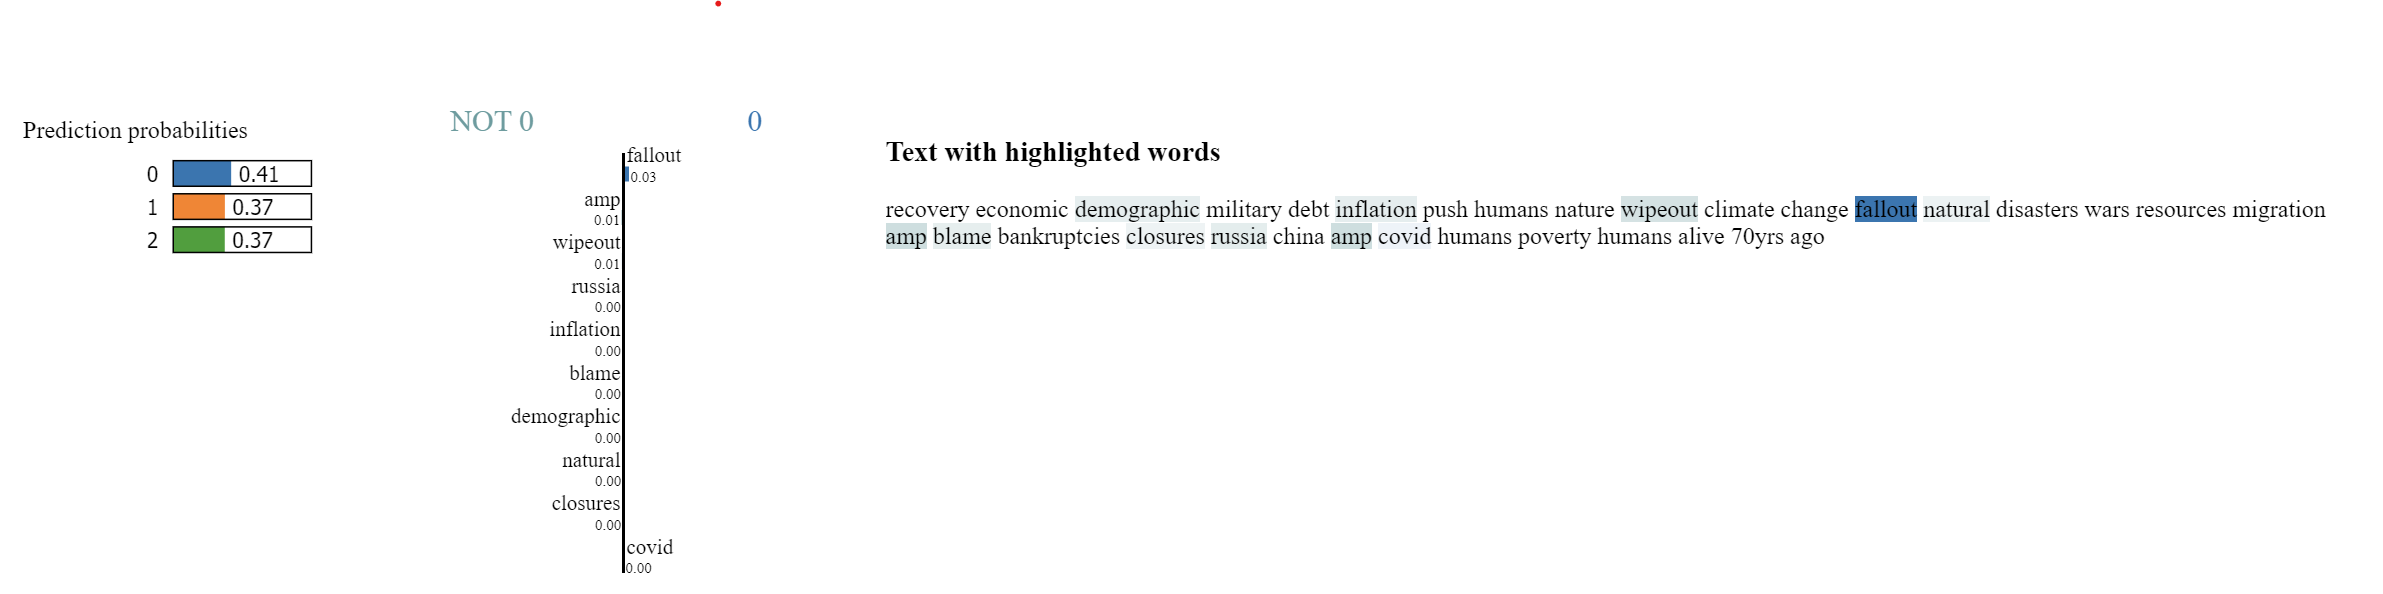 Prediction probabilities
0 0.41
1 0.37
2 0.37
NOT 0 0
fallout
0.03
amp
0.01
wipeout
0.01
russia
0.00
inflation
0.00
blame
0.00
demographic
0.00
natural
0.00
closures
0.00
covid
0.00
Text with highlighted words
recovery economic demographic military debt inflation push humans nature wipeout climate change fallout natural disasters wars resources migration
amp blame bankruptcies closures russia china amp covid humans poverty humans alive 70yrs ago